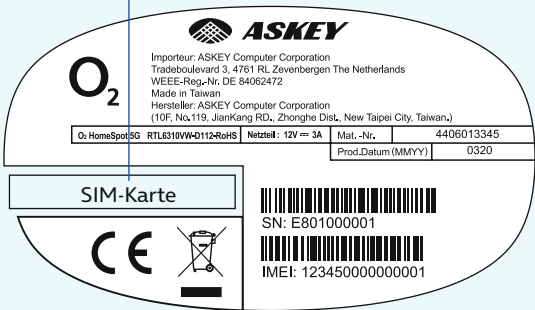 ASKEY
O2
Importeur: ASKEY Computer Corporation
Tradeboulevard 3, 4761 RL Zevenbergen The Netherlands
WEEE-Reg.-Nr. DE 84062472
Made in Taiwan
Hersteller: ASKEY Computer Corporation
(10F, No.119, JianKang RD., Zhonghe Dist., New Taipei City, Taiwan.)
O₂ HomeSpot 5G RTL6310VW-D112-RoHS Netzteil : 12V ⎓ 3A Mat. -Nr. 4406013345
Prod.Datum (MMYY) 0320
SIM-Karte
SN: E801000001
CE
IMEI: 123450000000001